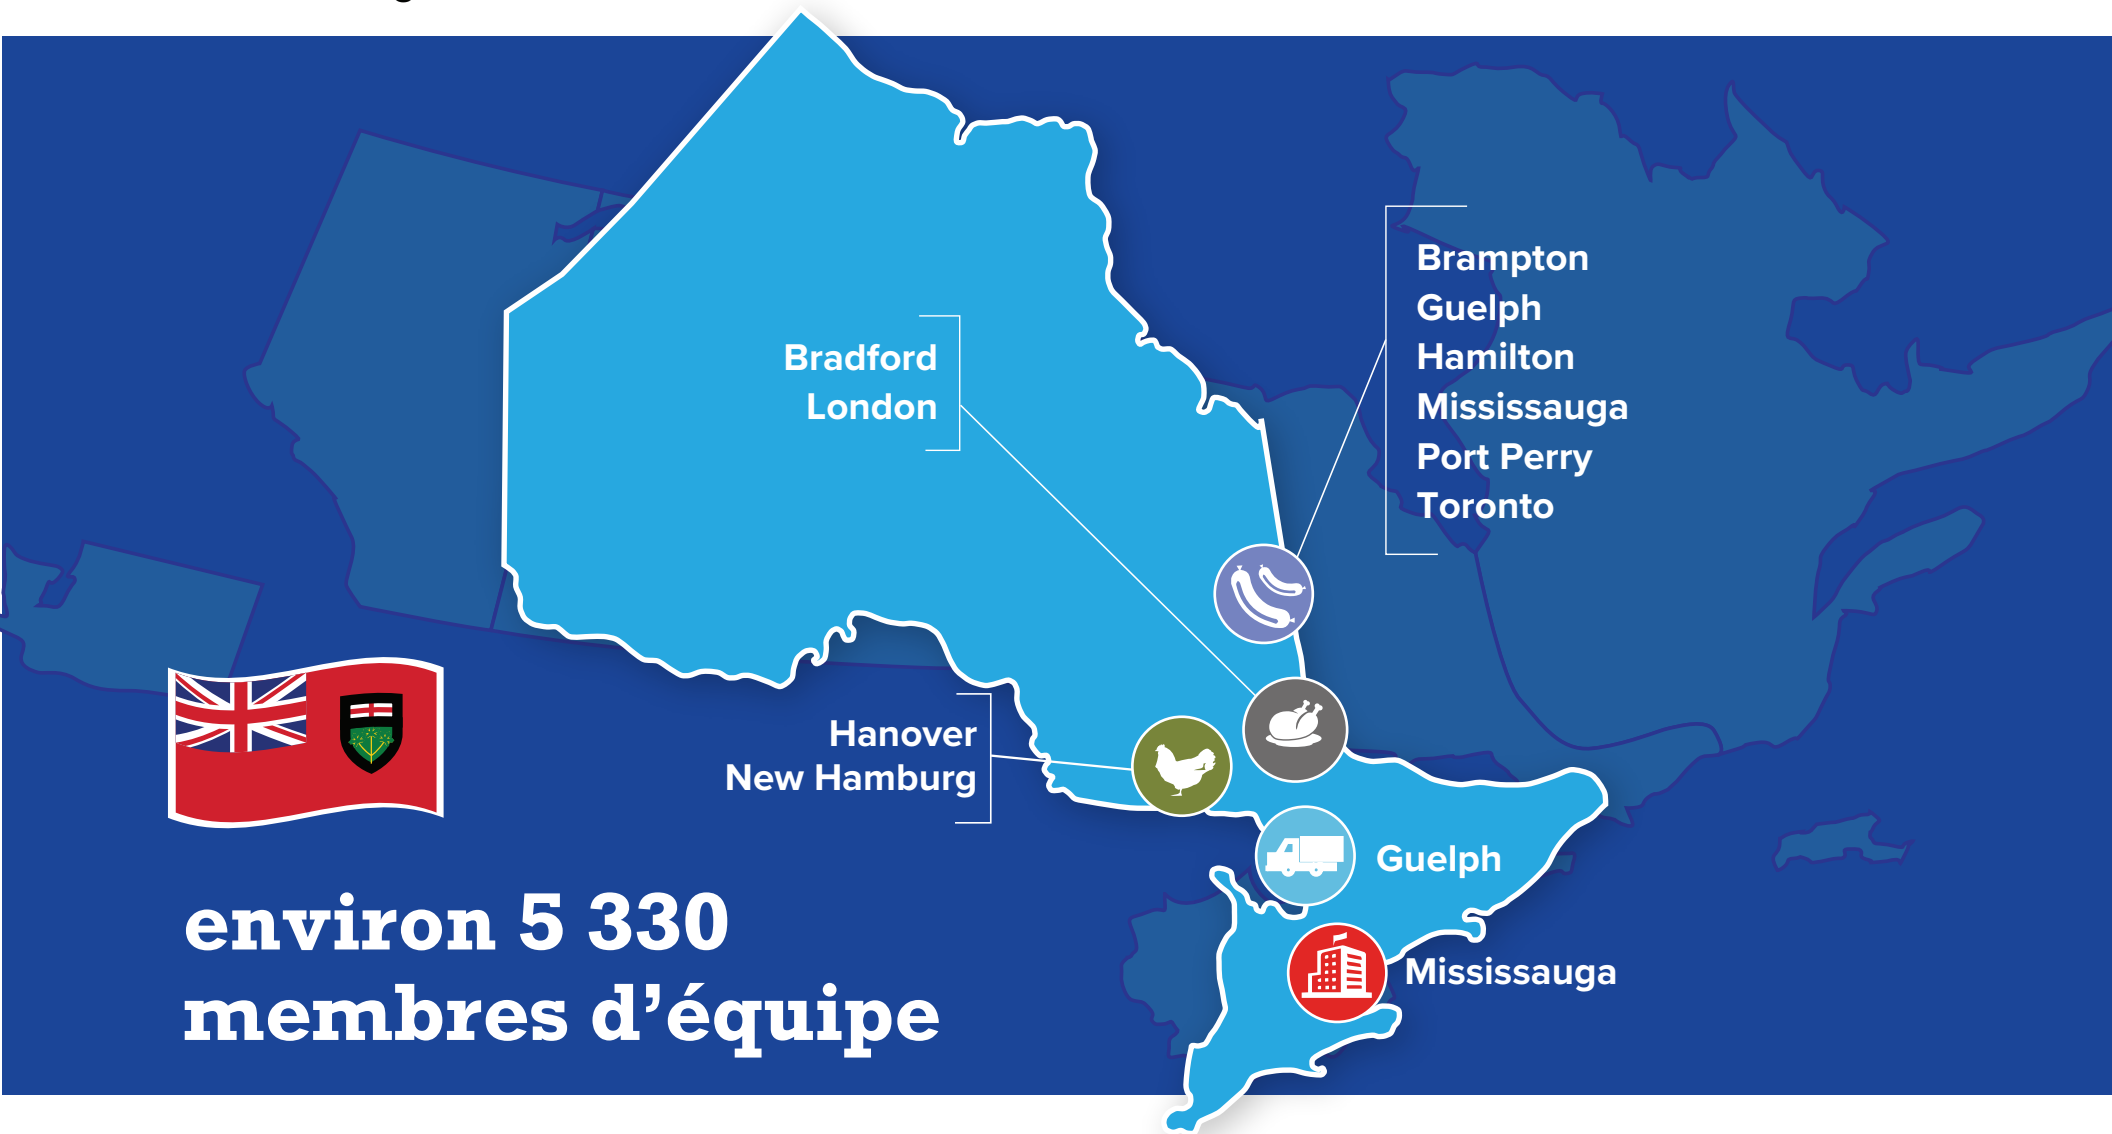 Brampton
Guelph
Hamilton
Mississauga
Port Perry
Toronto
Bradford
London
Hanover
New Hamburg
Guelph
Mississauga
environ 5 330
membres d’équipe